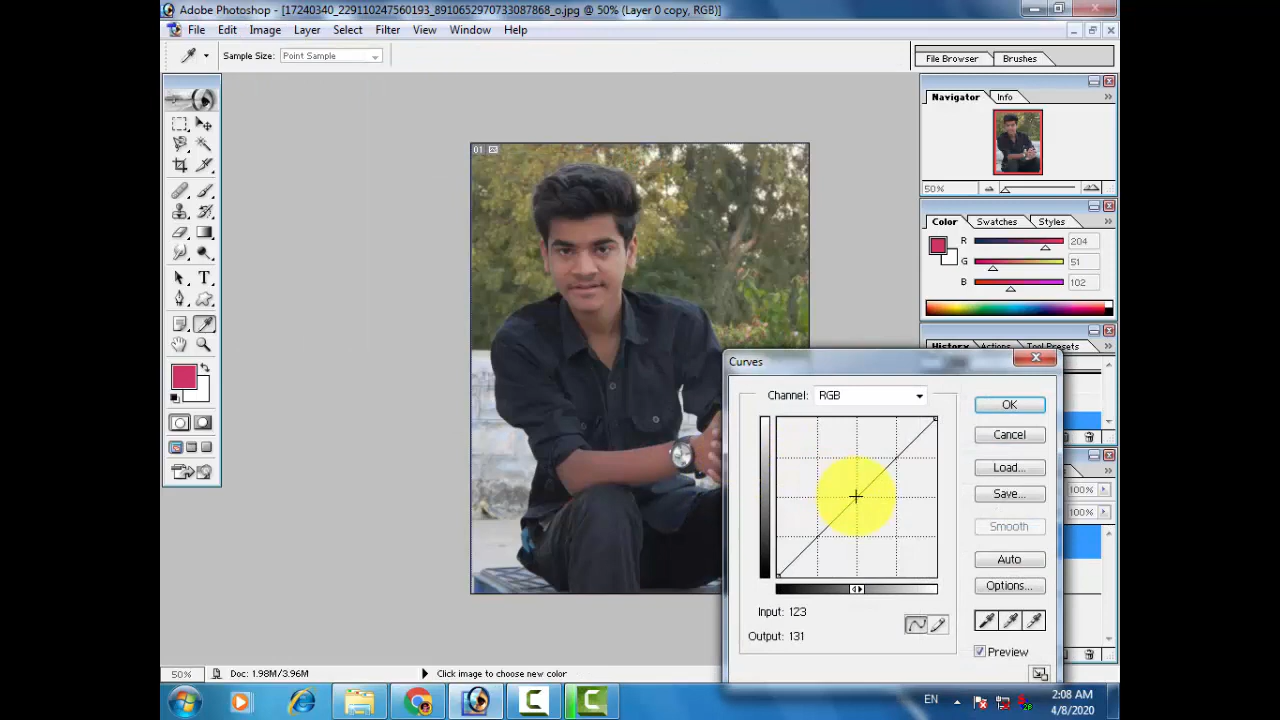 Adobe Photoshop - [17240340_229110247560193_8910652970733087868_o.jpg @ 50% (Layer 0 copy, RGB)]
File Edit Image Layer Select Filter View Window Help
Sample Size: Point Sample
File Browser Brushes
Navigator Info
01
50%
Color Swatches Styles
R 204
G 51
B 102
History Actions Tool Presets
Curves
Channel: RGB
OK
Cancel
Load...
Save...
Smooth
Auto
Options...
Input: 123
Output: 131
Preview
100%
100%
50% Doc: 1.98M/3.96M Click image to choose new color
EN
2:08 AM
4/8/2020